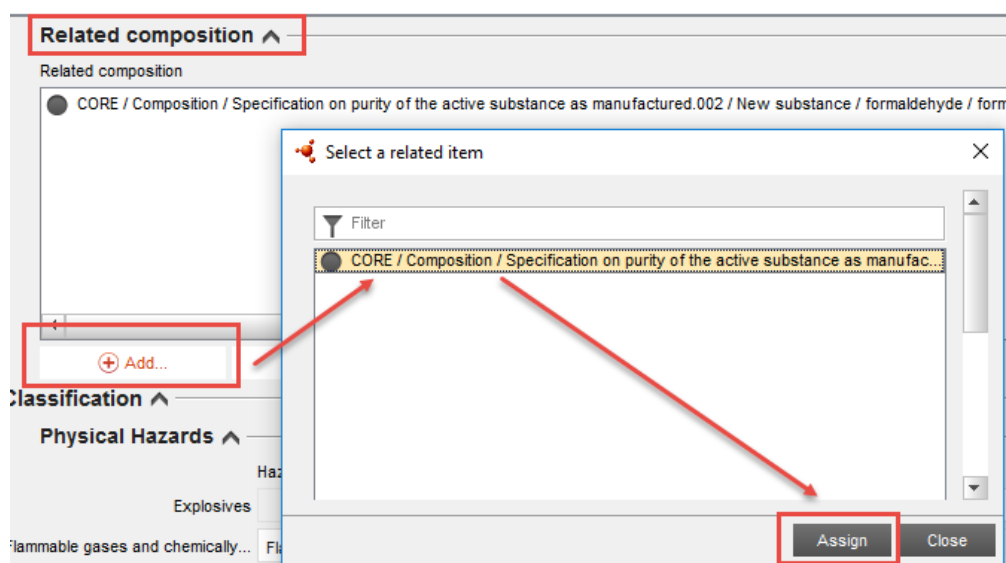 Related composition
Related composition
CORE / Composition / Specification on purity of the active substance as manufactured.002 / New substance / formaldehyde / form
Select a related item
Filter
CORE / Composition / Specification on purity of the active substance as manufac...
Add...
Classification
Physical Hazards
Haz
Explosives
Flammable gases and chemically... Fla
Assign Close